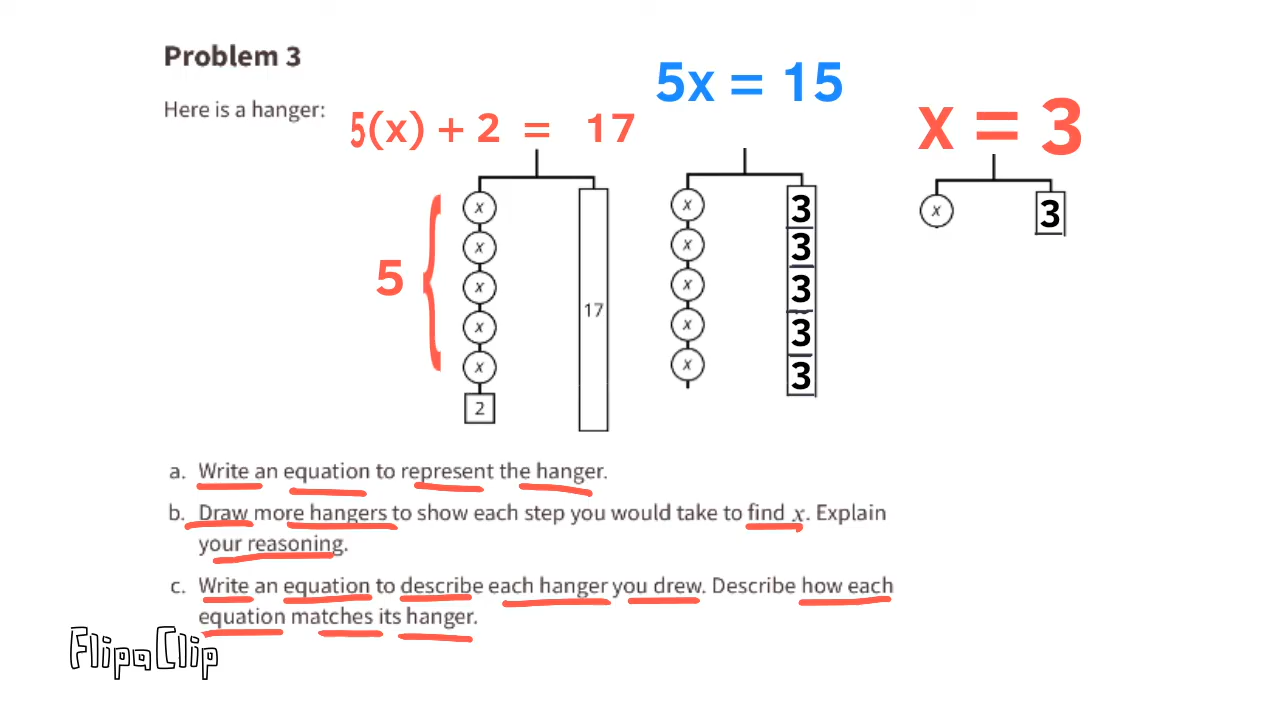 Problem 3
Here is a hanger:
5(x) + 2 = 17
5x = 15
x = 3
5
x
x
x
x
x
2
17
x
x
x
x
x
3
3
3
3
3
x
3
a. Write an equation to represent the hanger.
b. Draw more hangers to show each step you would take to find x. Explain
your reasoning.
c. Write an equation to describe each hanger you drew. Describe how each
equation matches its hanger.
FlipaClip